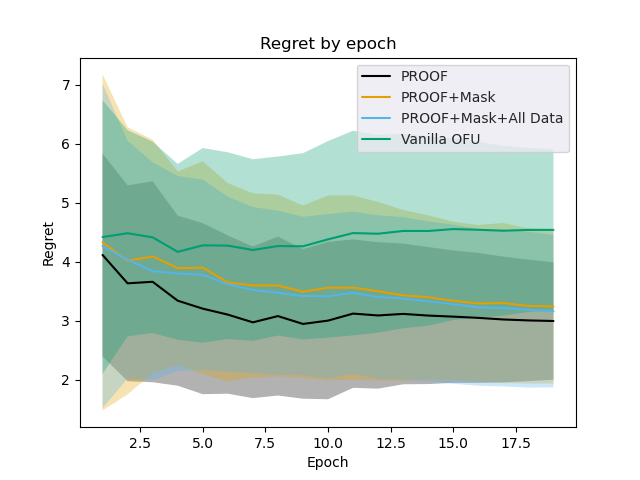 Regret by epoch
PROOF
PROOF+Mask
PROOF+Mask+All Data
Vanilla OFU
Regret
7
6
5
4
3
2
2.5 5.0 7.5 10.0 12.5 15.0 17.5
Epoch